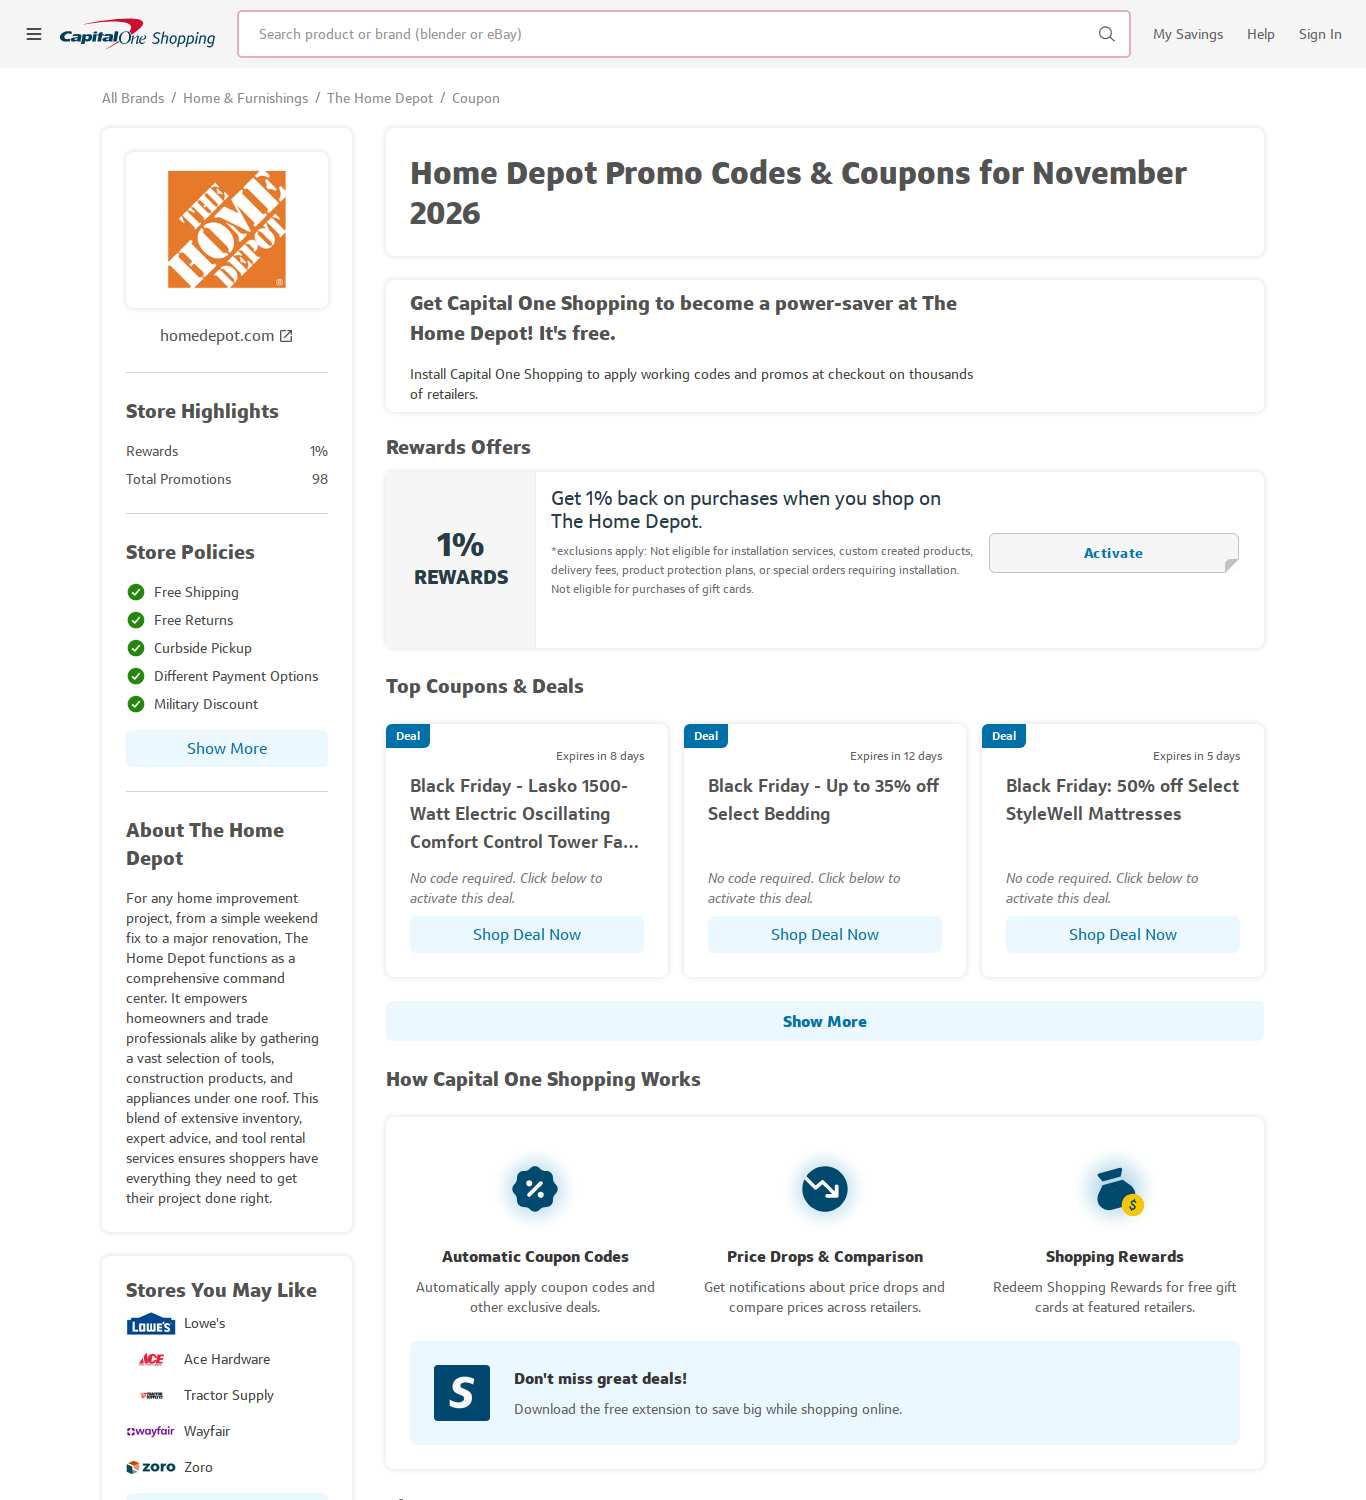 CapitalOne Shopping
Search product or brand (blender or eBay)
My Savings
Help
Sign In
All Brands / Home & Furnishings / The Home Depot / Coupon
THE
HOME
DEPOT
®
homedepot.com
Store Highlights
Rewards 1%
Total Promotions 98
Store Policies
Free Shipping
Free Returns
Curbside Pickup
Different Payment Options
Military Discount
Show More
About The Home
Depot
For any home improvement
project, from a simple weekend
fix to a major renovation, The
Home Depot functions as a
comprehensive command
center. It empowers
homeowners and trade
professionals alike by gathering
a vast selection of tools,
construction products, and
appliances under one roof. This
blend of extensive inventory,
expert advice, and tool rental
services ensures shoppers have
everything they need to get
their project done right.
Stores You May Like
LOWE'S Lowe's
ACE Ace Hardware
TRACTOR SUPPLY CO Tractor Supply
wayfair Wayfair
zoro Zoro
Home Depot Promo Codes & Coupons for November
2026
Get Capital One Shopping to become a power-saver at The
Home Depot! It's free.
Install Capital One Shopping to apply working codes and promos at checkout on thousands
of retailers.
Rewards Offers
1%
REWARDS
Get 1% back on purchases when you shop on
The Home Depot.
*exclusions apply: Not eligible for installation services, custom created products,
delivery fees, product protection plans, or special orders requiring installation.
Not eligible for purchases of gift cards.
Activate
Top Coupons & Deals
Deal
Expires in 8 days
Black Friday - Lasko 1500-
Watt Electric Oscillating
Comfort Control Tower Fa...
No code required. Click below to
activate this deal.
Shop Deal Now
Deal
Expires in 12 days
Black Friday - Up to 35% off
Select Bedding
No code required. Click below to
activate this deal.
Shop Deal Now
Deal
Expires in 5 days
Black Friday: 50% off Select
StyleWell Mattresses
No code required. Click below to
activate this deal.
Shop Deal Now
Show More
How Capital One Shopping Works
Automatic Coupon Codes
Automatically apply coupon codes and
other exclusive deals.
Price Drops & Comparison
Get notifications about price drops and
compare prices across retailers.
$
Shopping Rewards
Redeem Shopping Rewards for free gift
cards at featured retailers.
S
Don't miss great deals!
Download the free extension to save big while shopping online.